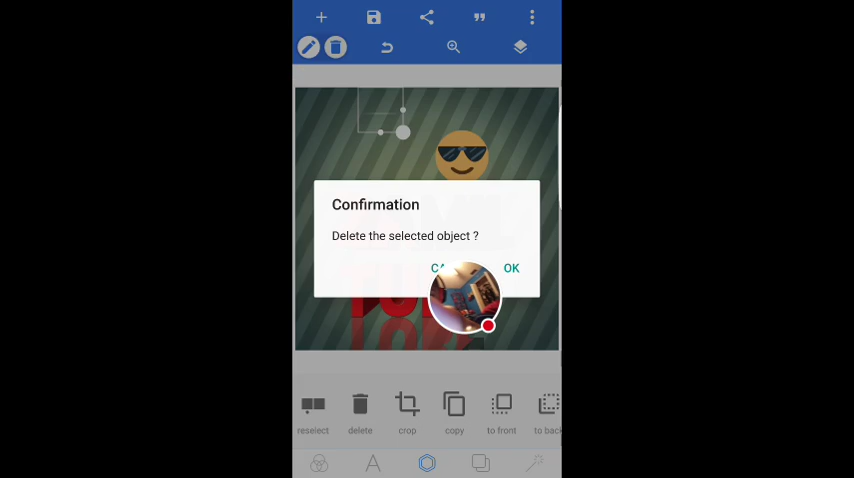 Confirmation
Delete the selected object ?
OK
reselect
delete
crop
copy
to front
to back